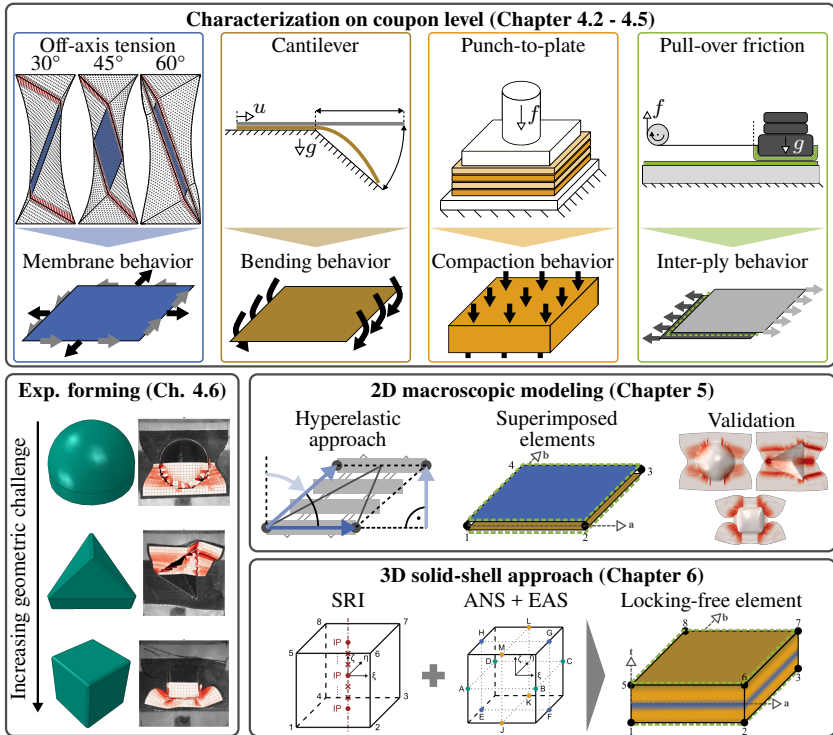 Characterization on coupon level (Chapter 4.2 - 4.5)
Off-axis tension
30° 45° 60°
Membrane behavior
Cantilever
u
g
Bending behavior
Punch-to-plate
f
Compaction behavior
Pull-over friction
f
g
Inter-ply behavior
Exp. forming (Ch. 4.6)
Increasing geometric challenge
2D macroscopic modeling (Chapter 5)
Hyperelastic
approach
Superimposed
elements
4 b
3
a
1 2
Validation
3D solid-shell approach (Chapter 6)
SRI
8 7
IP
5 6
ζ η
IP ξ
4 3
IP
1 2
ANS + EAS
L
H G
M
D ζ η C
ξ
A B
K
E F
J
Locking-free element
8 b 7
t
5 6 3
a
1 2